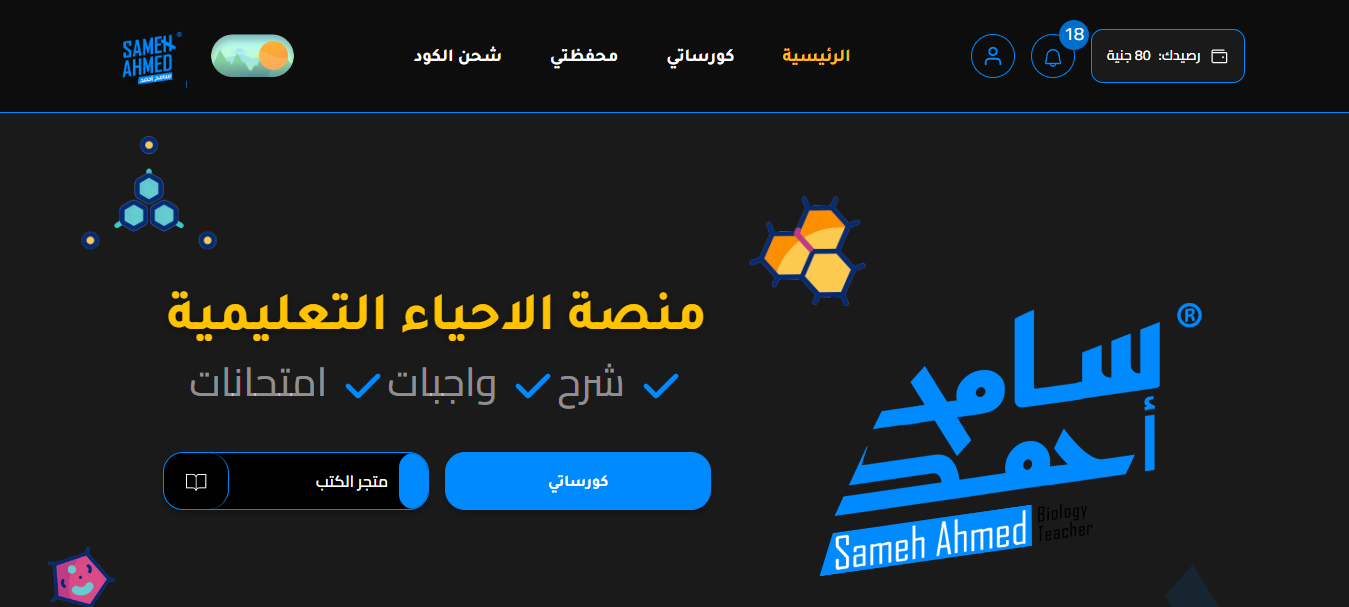 رصيدك: 80 جنية
18
الرئيسية
كورساتي
محفظتي
شحن الكود
SAMEH
AHMED
سامح أحمد
منصة الاحياء التعليمية
شرح
واجبات
امتحانات
كورساتي
متجر الكتب
®
سامح
أحمد
Sameh Ahmed
Biology
Teacher